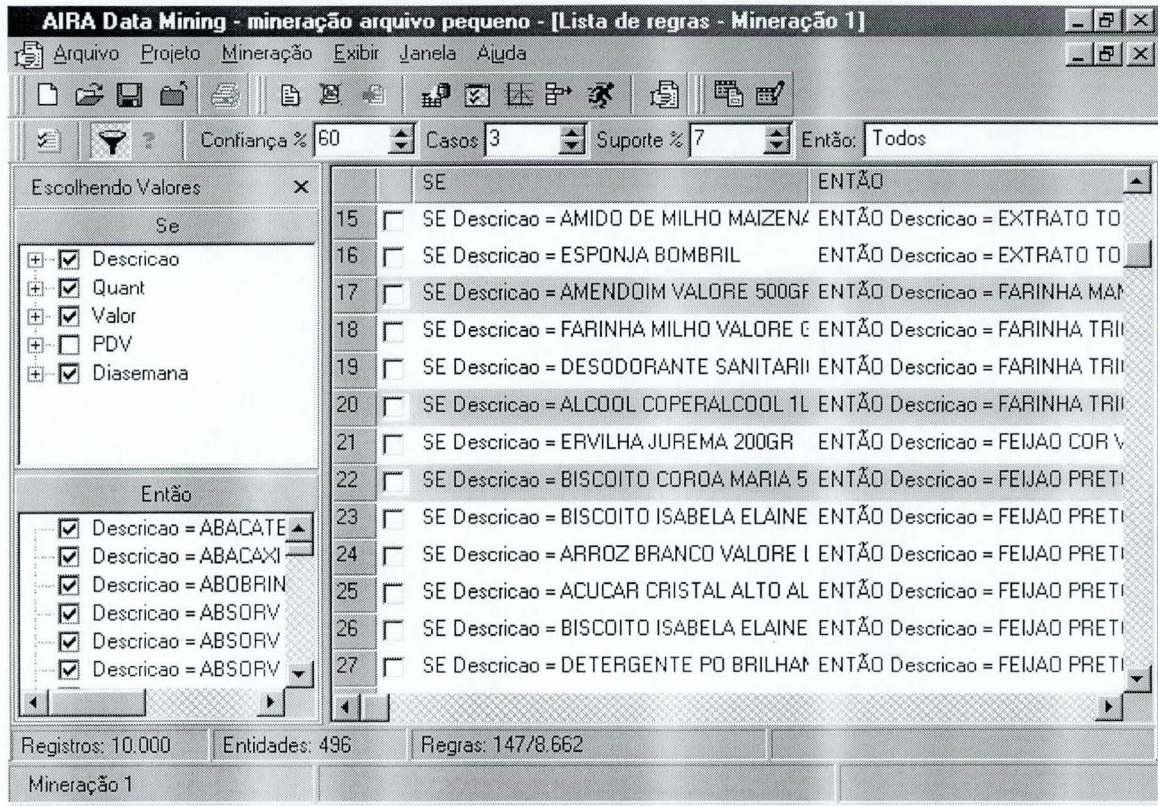 AIRA Data Mining - mineração arquivo pequeno - [Lista de regras - Mineração 1]
Arquivo Projeto Mineração Exibir Janela Ajuda
Confiança % 60 Casos 3 Suporte % 7 Então: Todos
Escolhendo Valores
Se
Descricao
Quant
Valor
PDV
Diasemana
Então
Descricao = ABACATE
Descricao = ABACAXI
Descricao = ABOBRIN
Descricao = ABSORV
Descricao = ABSORV
Descricao = ABSORV
SE ENTÃO
15 SE Descricao = AMIDO DE MILHO MAIZENA ENTÃO Descricao = EXTRATO TO
16 SE Descricao = ESPONJA BOMBRIL ENTÃO Descricao = EXTRATO TO
17 SE Descricao = AMENDOIM VALORE 500GR ENTÃO Descricao = FARINHA MAN
18 SE Descricao = FARINHA MILHO VALORE ENTÃO Descricao = FARINHA TRI
19 SE Descricao = DESODORANTE SANITARI ENTÃO Descricao = FARINHA TRI
20 SE Descricao = ALCOOL COPERALCOOL 1L ENTÃO Descricao = FARINHA TRI
21 SE Descricao = ERVILHA JUREMA 200GR ENTÃO Descricao = FEIJAO COR V
22 SE Descricao = BISCOITO COROA MARIA 5 ENTÃO Descricao = FEIJAO PRET
23 SE Descricao = BISCOITO ISABELA ELAINE ENTÃO Descricao = FEIJAO PRET
24 SE Descricao = ARROZ BRANCO VALORE ENTÃO Descricao = FEIJAO PRET
25 SE Descricao = ACUCAR CRISTAL ALTO AL ENTÃO Descricao = FEIJAO PRET
26 SE Descricao = BISCOITO ISABELA ELAINE ENTÃO Descricao = FEIJAO PRET
27 SE Descricao = DETERGENTE PO BRILHAN ENTÃO Descricao = FEIJAO PRET
Registros: 10.000 Entidades: 496 Regras: 147/8.662
Mineração 1